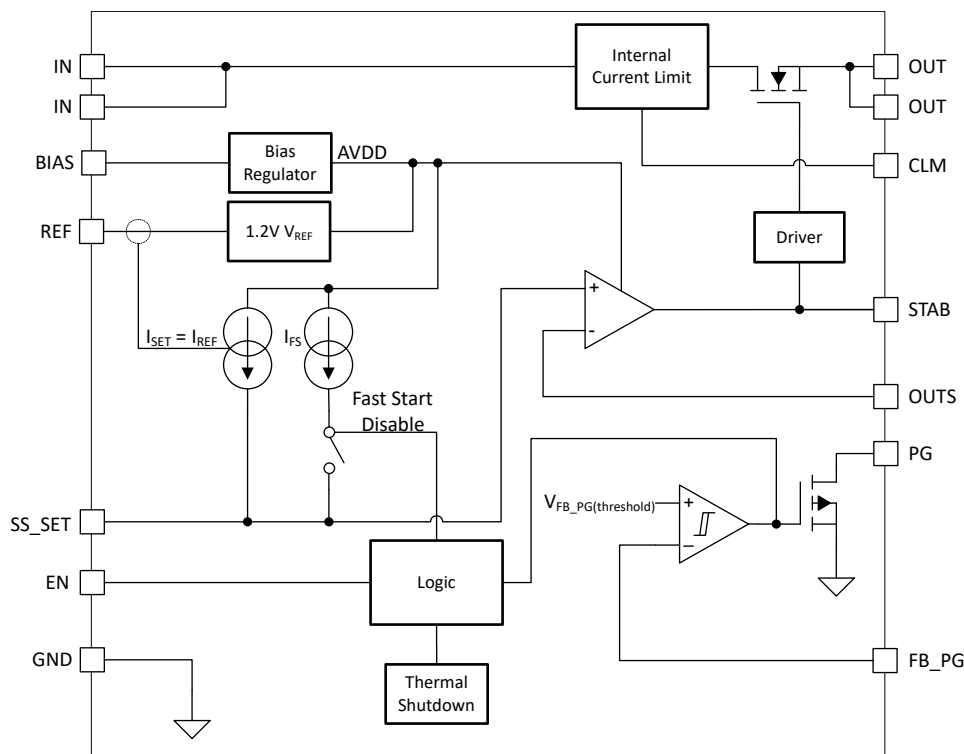 IN
Internal
Current Limit
OUT
IN
OUT
BIAS
Bias
Regulator
AVDD
CLM
REF
1.2V VREF
Driver
+
-
STAB
ISET = IREF
IFS
Fast Start
Disable
OUTS
PG
VFB_PG(threshold)
+
−
SS_SET
EN
Logic
GND
Thermal
Shutdown
FB_PG